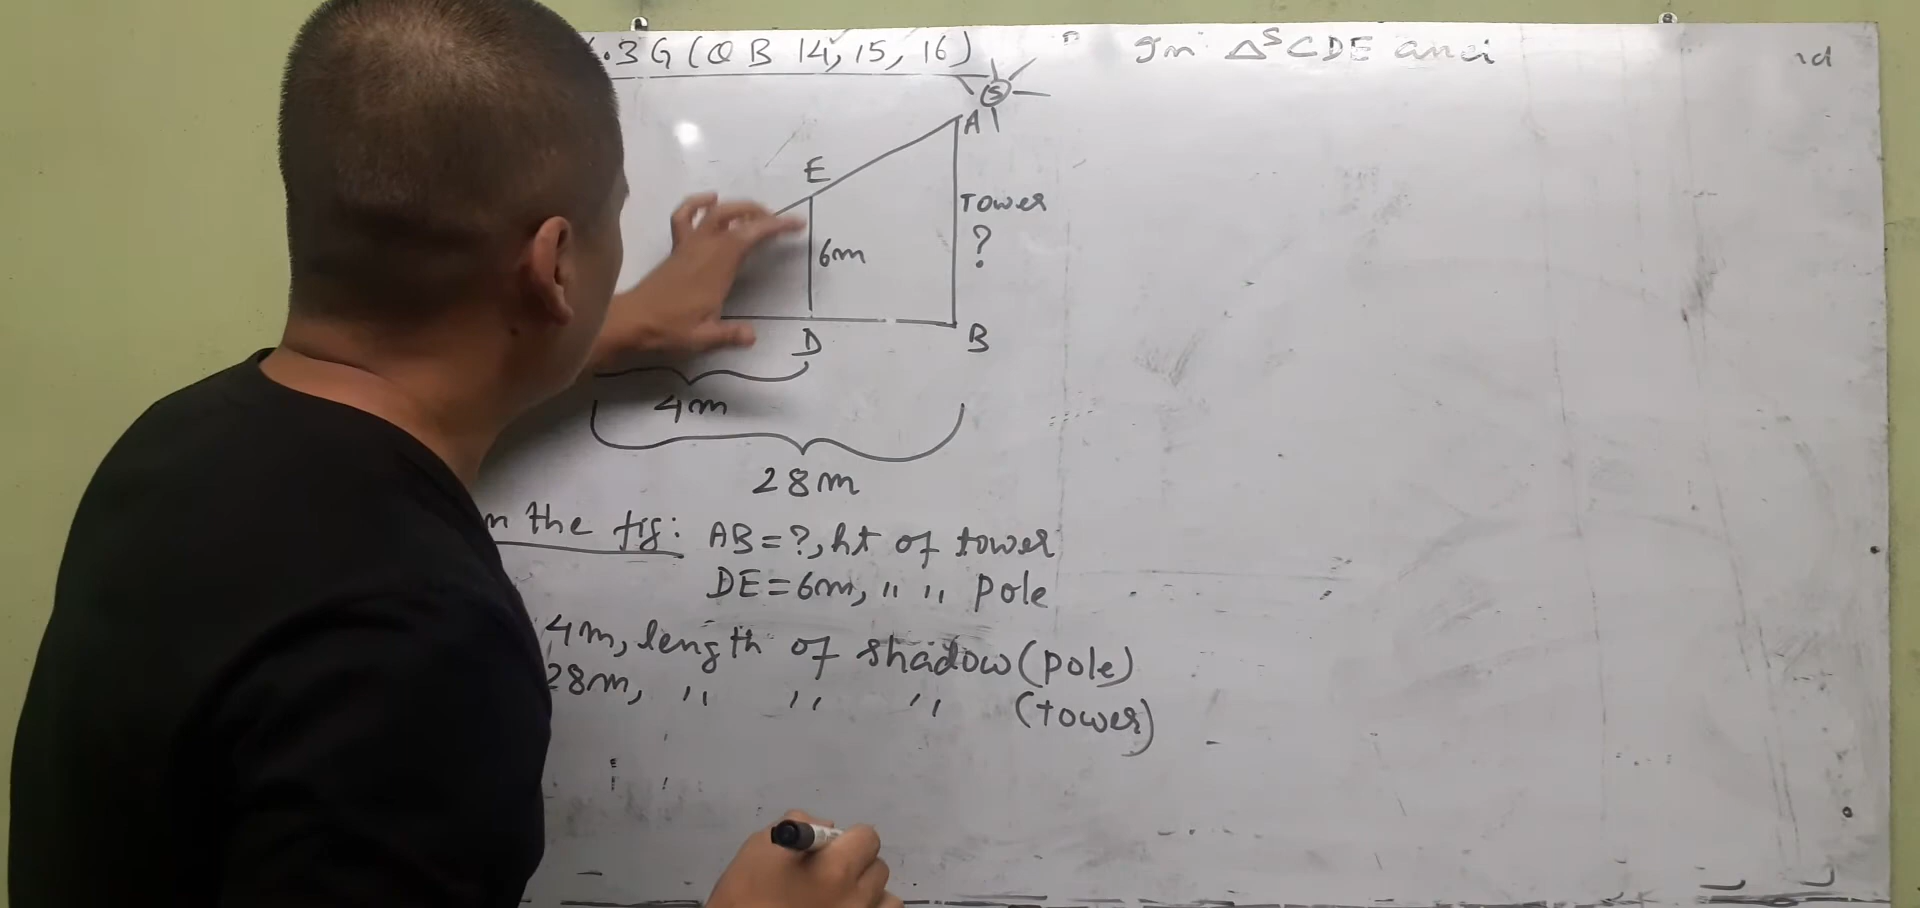 .3 G (Q B 14, 15, 16)
In Δˢ CDE and
S
A
E
Tower
?
6m
D
B
4m
28m
n the fig: AB = ?, ht of tower
DE = 6m, " " pole
4m, length of shadow (pole)
28m, " " " (tower)